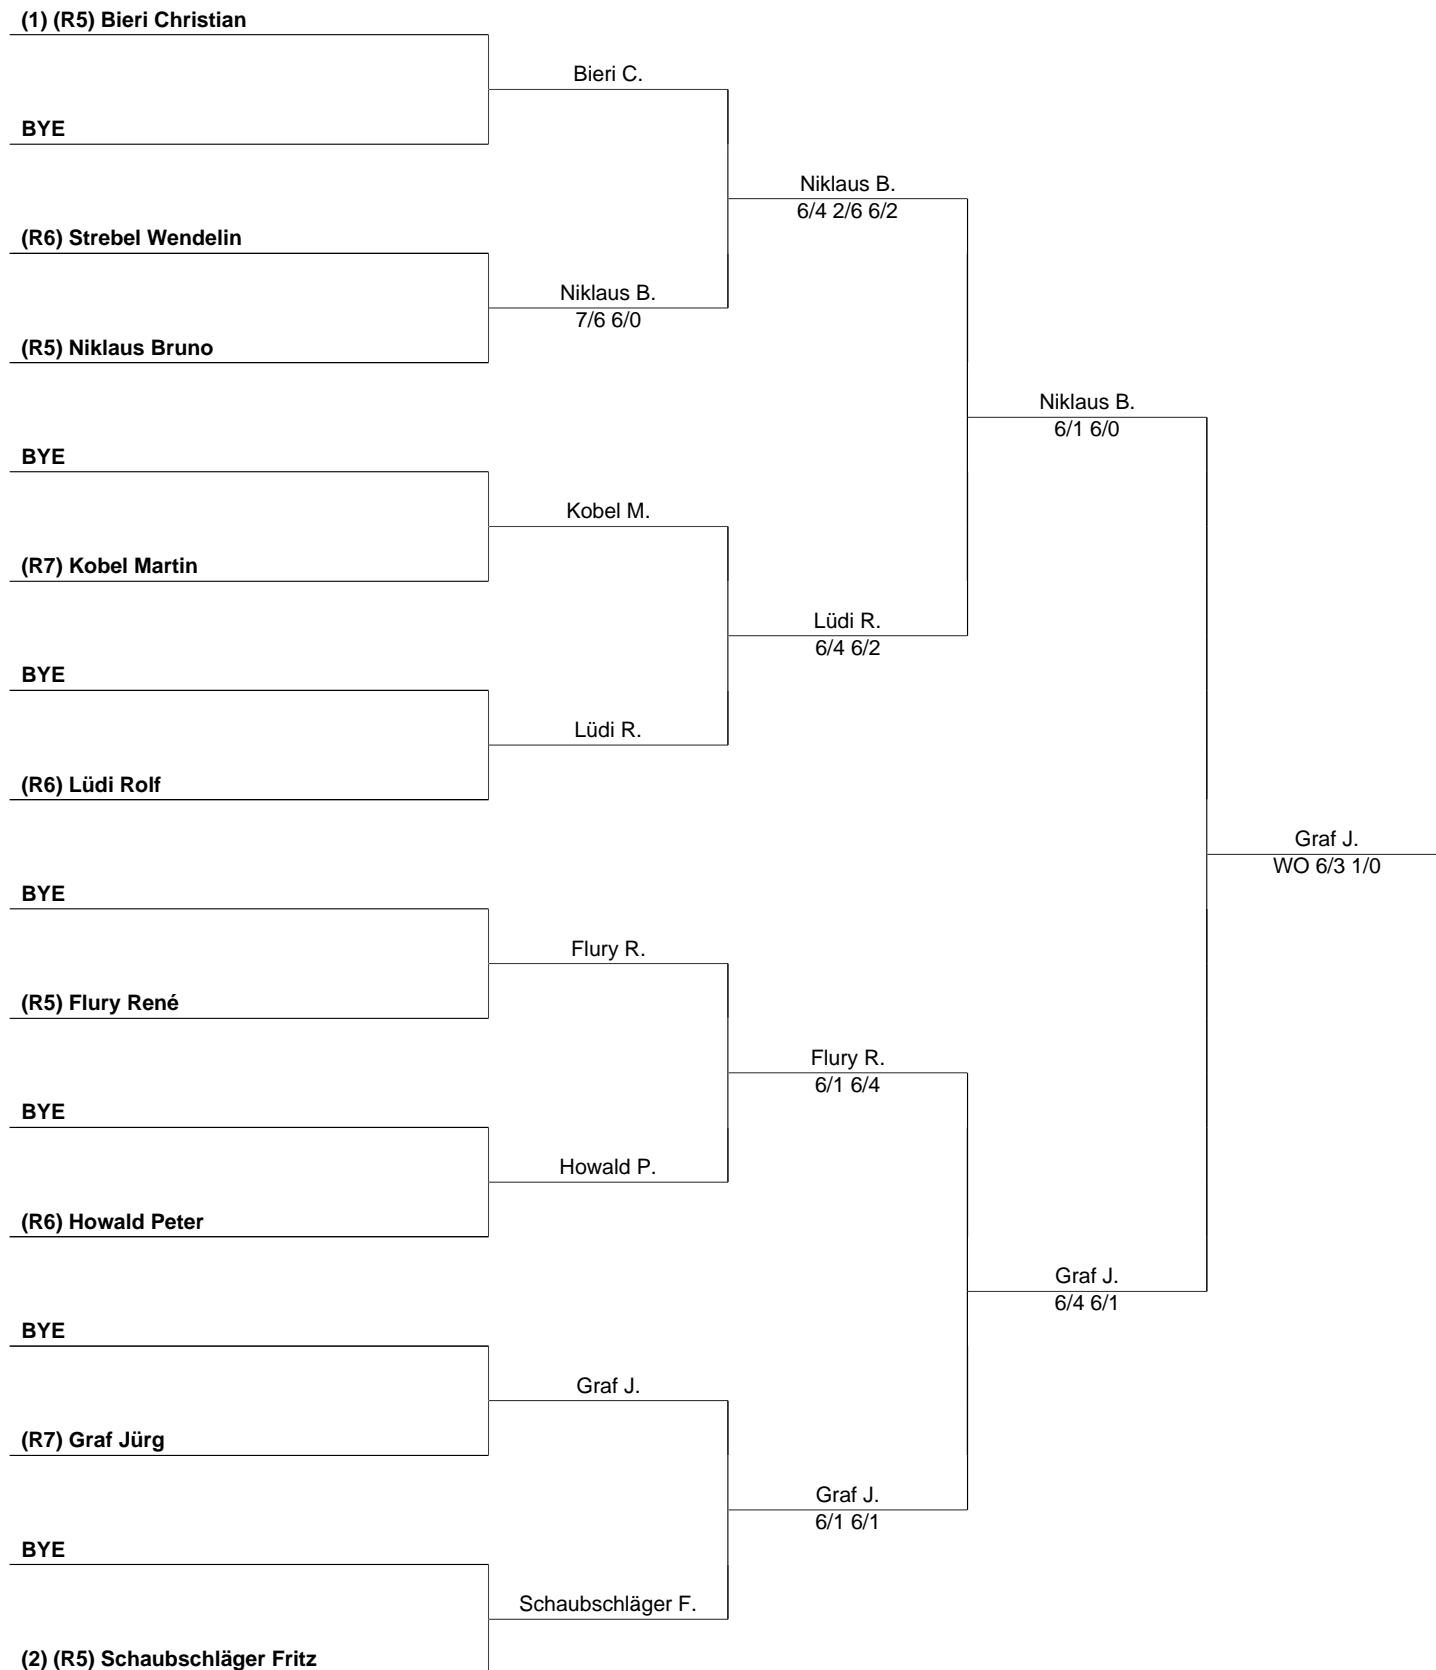 (1) (R5) Bieri Christian
Bieri C.
BYE
Niklaus B.
6/4 2/6 6/2
(R6) Strebel Wendelin
Niklaus B.
7/6 6/0
(R5) Niklaus Bruno
Niklaus B.
6/1 6/0
BYE
Kobel M.
(R7) Kobel Martin
Lüdi R.
6/4 6/2
BYE
Lüdi R.
(R6) Lüdi Rolf
Graf J.
WO 6/3 1/0
BYE
Flury R.
(R5) Flury René
Flury R.
6/1 6/4
BYE
Howald P.
(R6) Howald Peter
Graf J.
6/4 6/1
BYE
Graf J.
(R7) Graf Jürg
Graf J.
6/1 6/1
BYE
Schaubschläger F.
(2) (R5) Schaubschläger Fritz